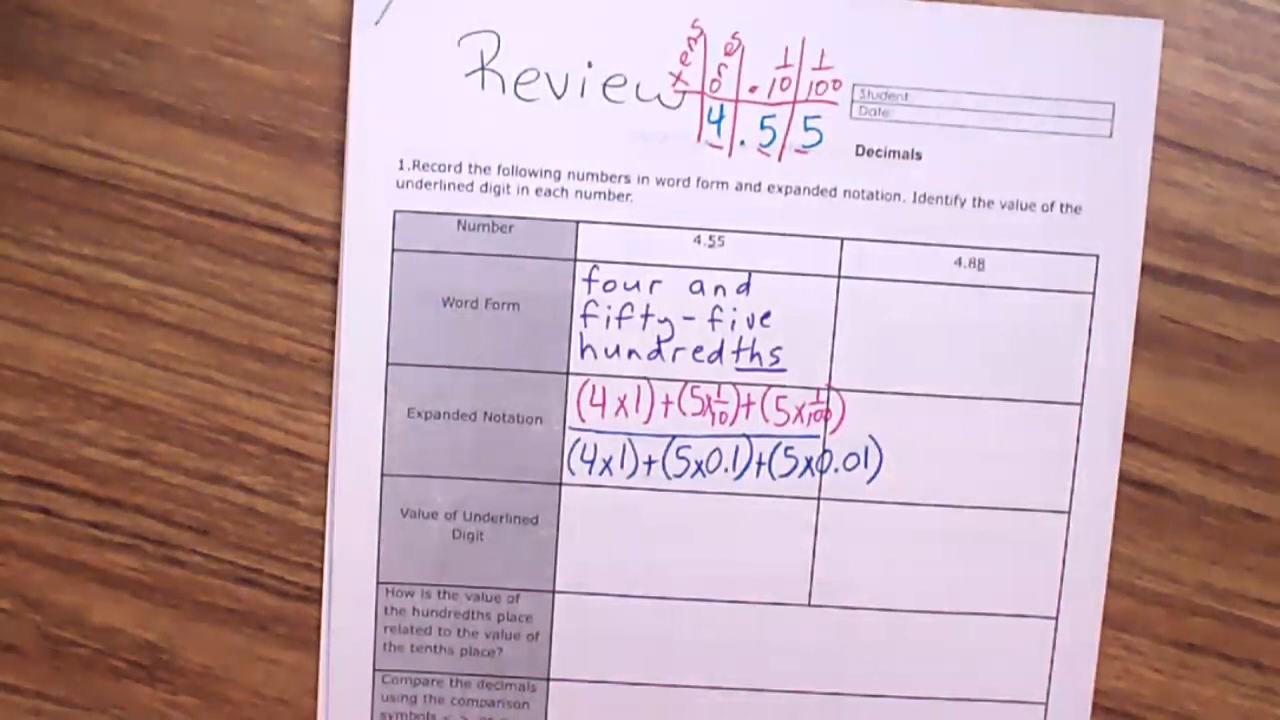 Review
Tens ones . 1/10 1/100
4 . 5 5
Student
Date
Decimals
1.Record the following numbers in word form and expanded notation. Identify the value of the
underlined digit in each number.
Number
4.55
4.88
Word Form
four and
fifty-five
hundredths
Expanded Notation
(4x1)+(5x1/10)+(5x1/100)
(4x1)+(5x0.1)+(5x0.01)
Value of Underlined
Digit
How is the value of
the hundredths place
related to the value of
the tenths place?
Compare the decimals
using the comparison
symbols